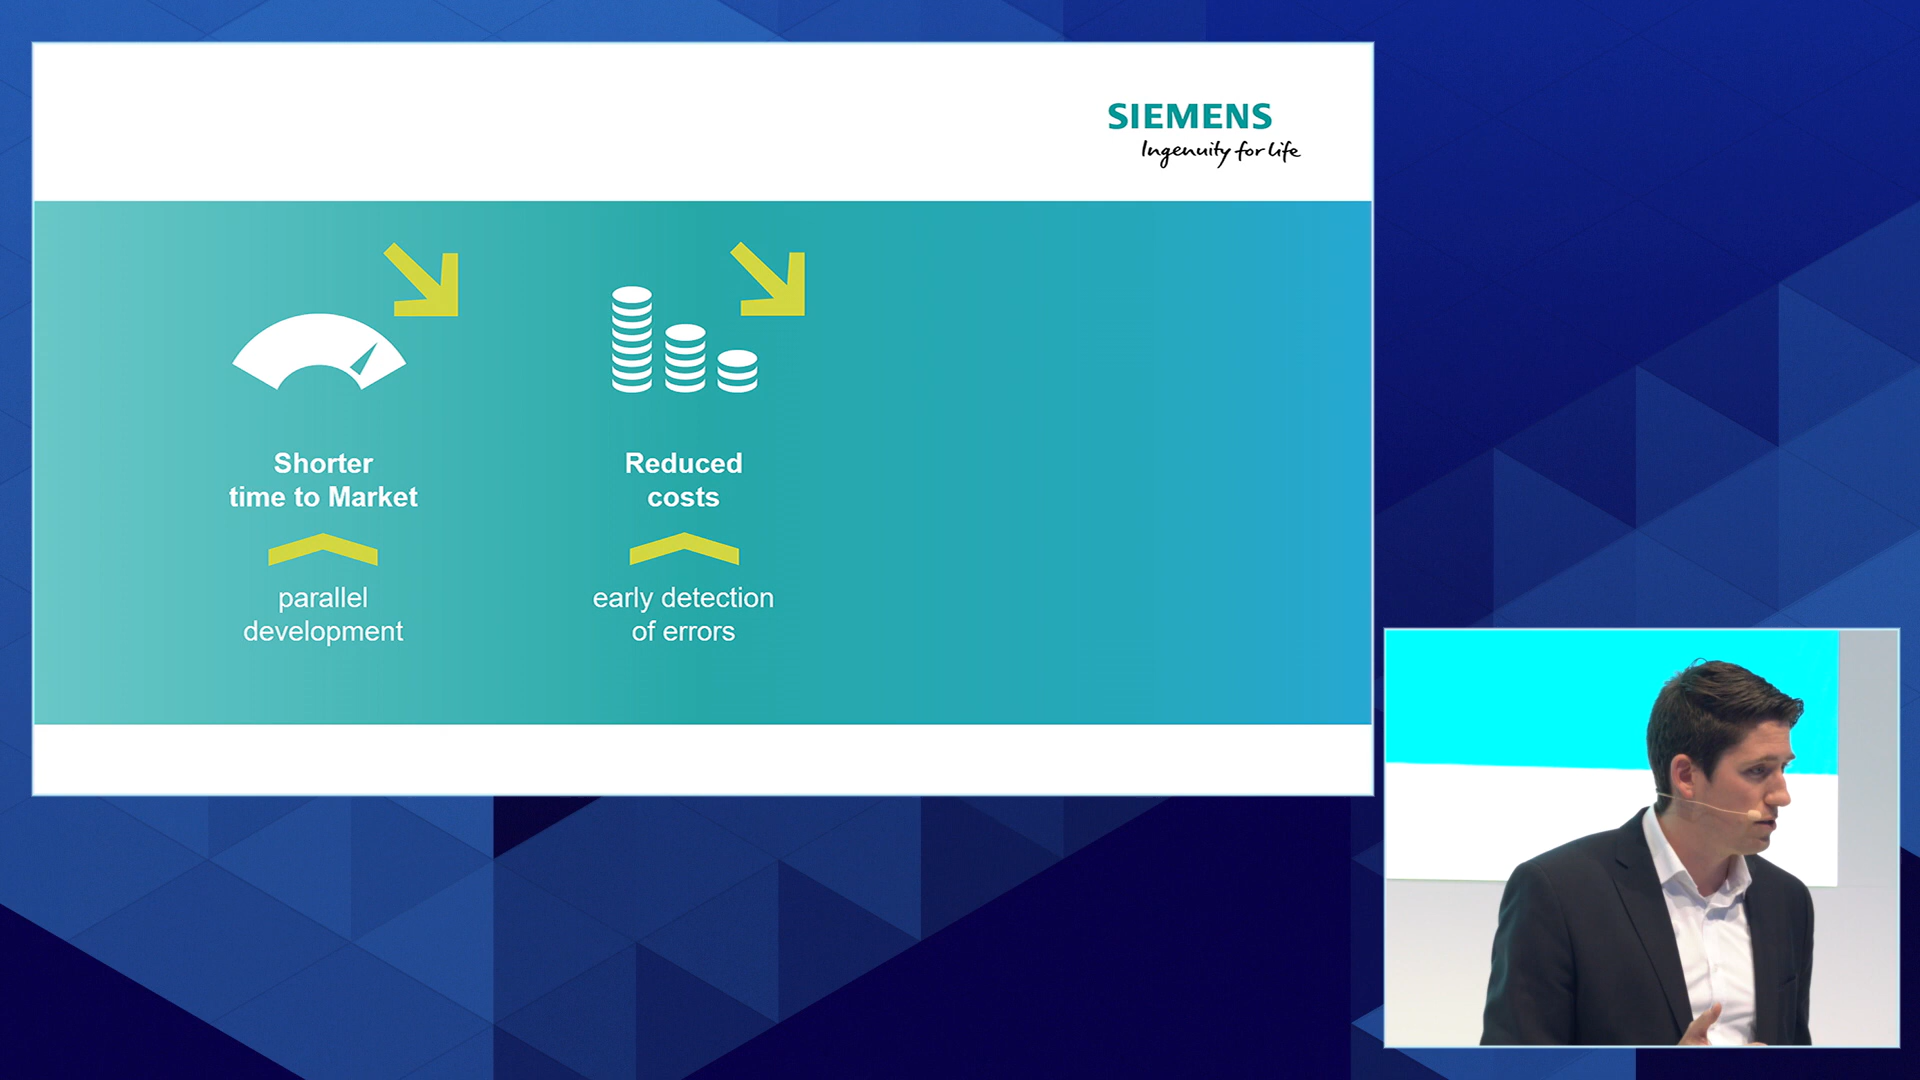 SIEMENS
Ingenuity for life
Shorter
time to Market
parallel
development
Reduced
costs
early detection
of errors